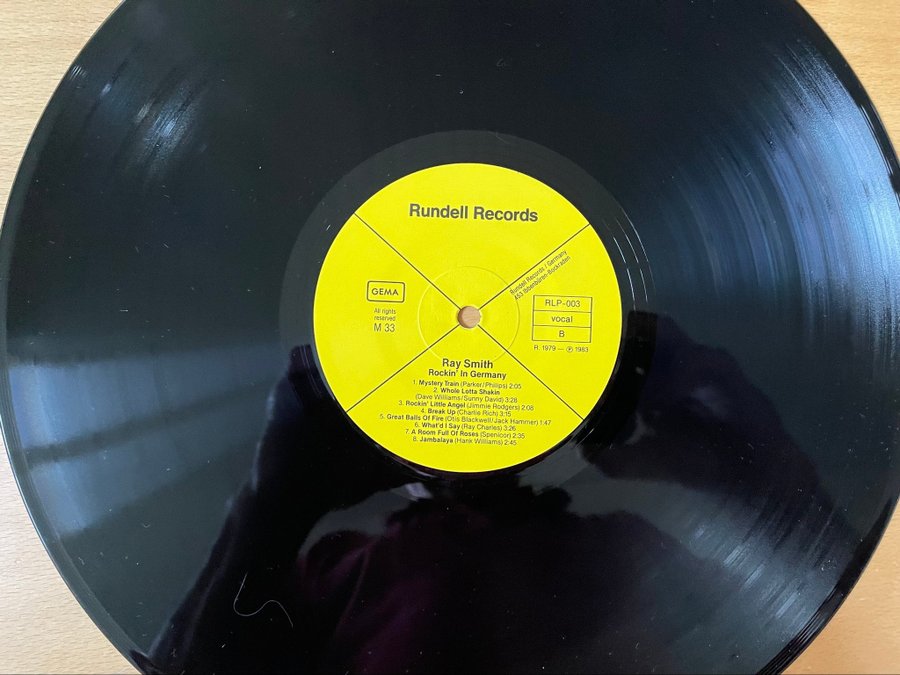 Rundell Records
Rundell Records / Germany
453 Ibbenbüren-Bockraden
GEMA
All rights
reserved
M 33
RLP-003
vocal
B
R. 1979 — ℗ 1983
Ray Smith
Rockin' In Germany
1. Mystery Train (Parker/Phillips) 2:05
2. Whole Lotta Shakin
(Dave Williams/Sunny David) 3:28
3. Rockin' Little Angel (Jimmie Rodgers) 2:08
4. Break Up (Charlie Rich) 3:15
5. Great Balls Of Fire (Otis Blackwell/Jack Hammer) 1:47
6. What'd I Say (Ray Charles) 3:26
7. A Room Full Of Roses (Spenicor) 2:35
8. Jambalaya (Hank Williams) 2:45